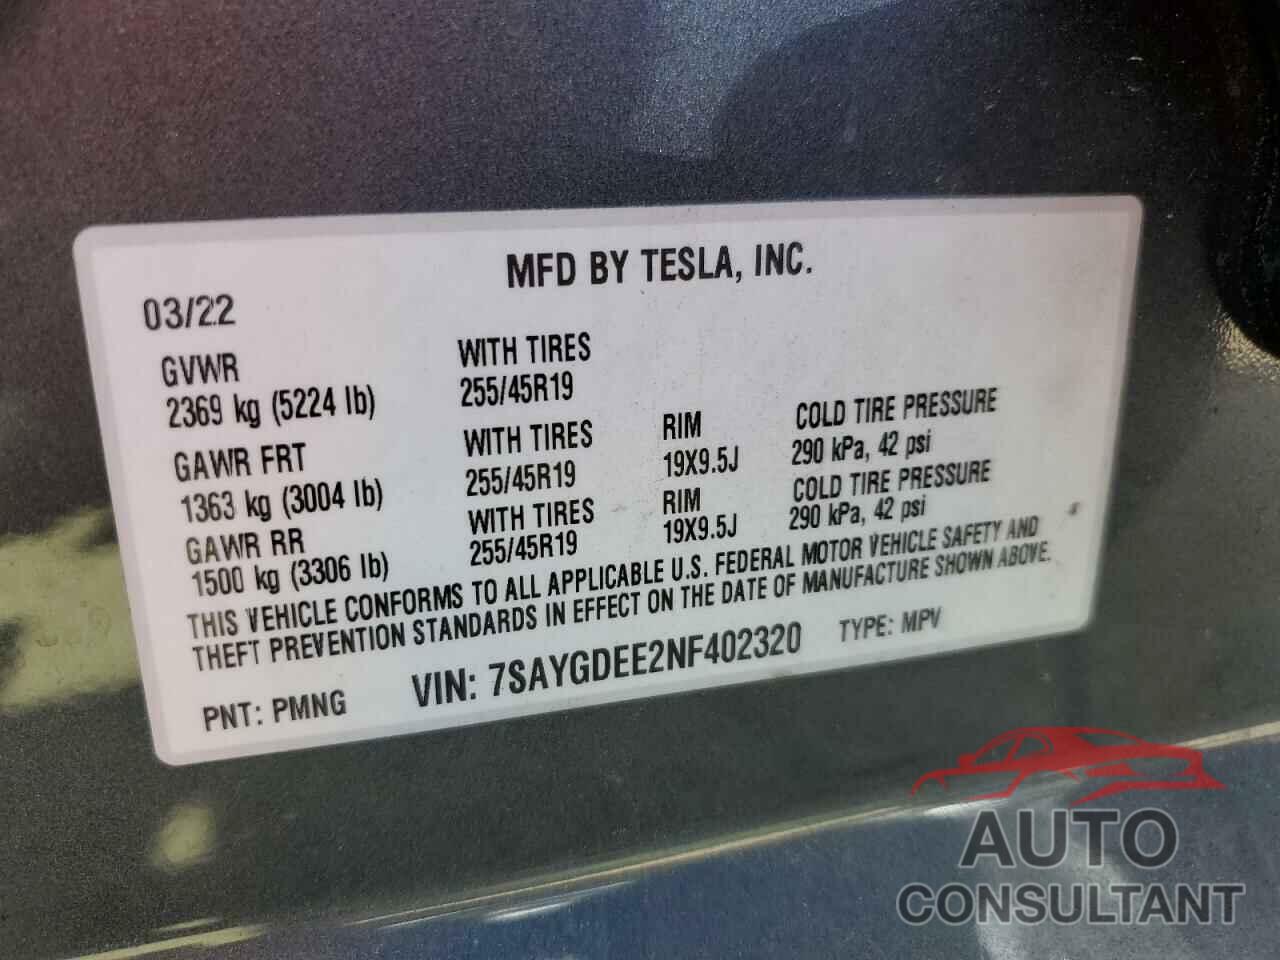 MFD BY TESLA, INC.
03/22
GVWR WITH TIRES
2369 kg (5224 lb) 255/45R19
GAWR FRT WITH TIRES RIM COLD TIRE PRESSURE
1363 kg (3004 lb) 255/45R19 19X9.5J 290 kPa, 42 psi
GAWR RR WITH TIRES RIM COLD TIRE PRESSURE
1500 kg (3306 lb) 255/45R19 19X9.5J 290 kPa, 42 psi
THIS VEHICLE CONFORMS TO ALL APPLICABLE U.S. FEDERAL MOTOR VEHICLE SAFETY AND
THEFT PREVENTION STANDARDS IN EFFECT ON THE DATE OF MANUFACTURE SHOWN ABOVE.
PNT: PMNG VIN: 7SAYGDEE2NF402320 TYPE: MPV
AUTO
CONSULTANT